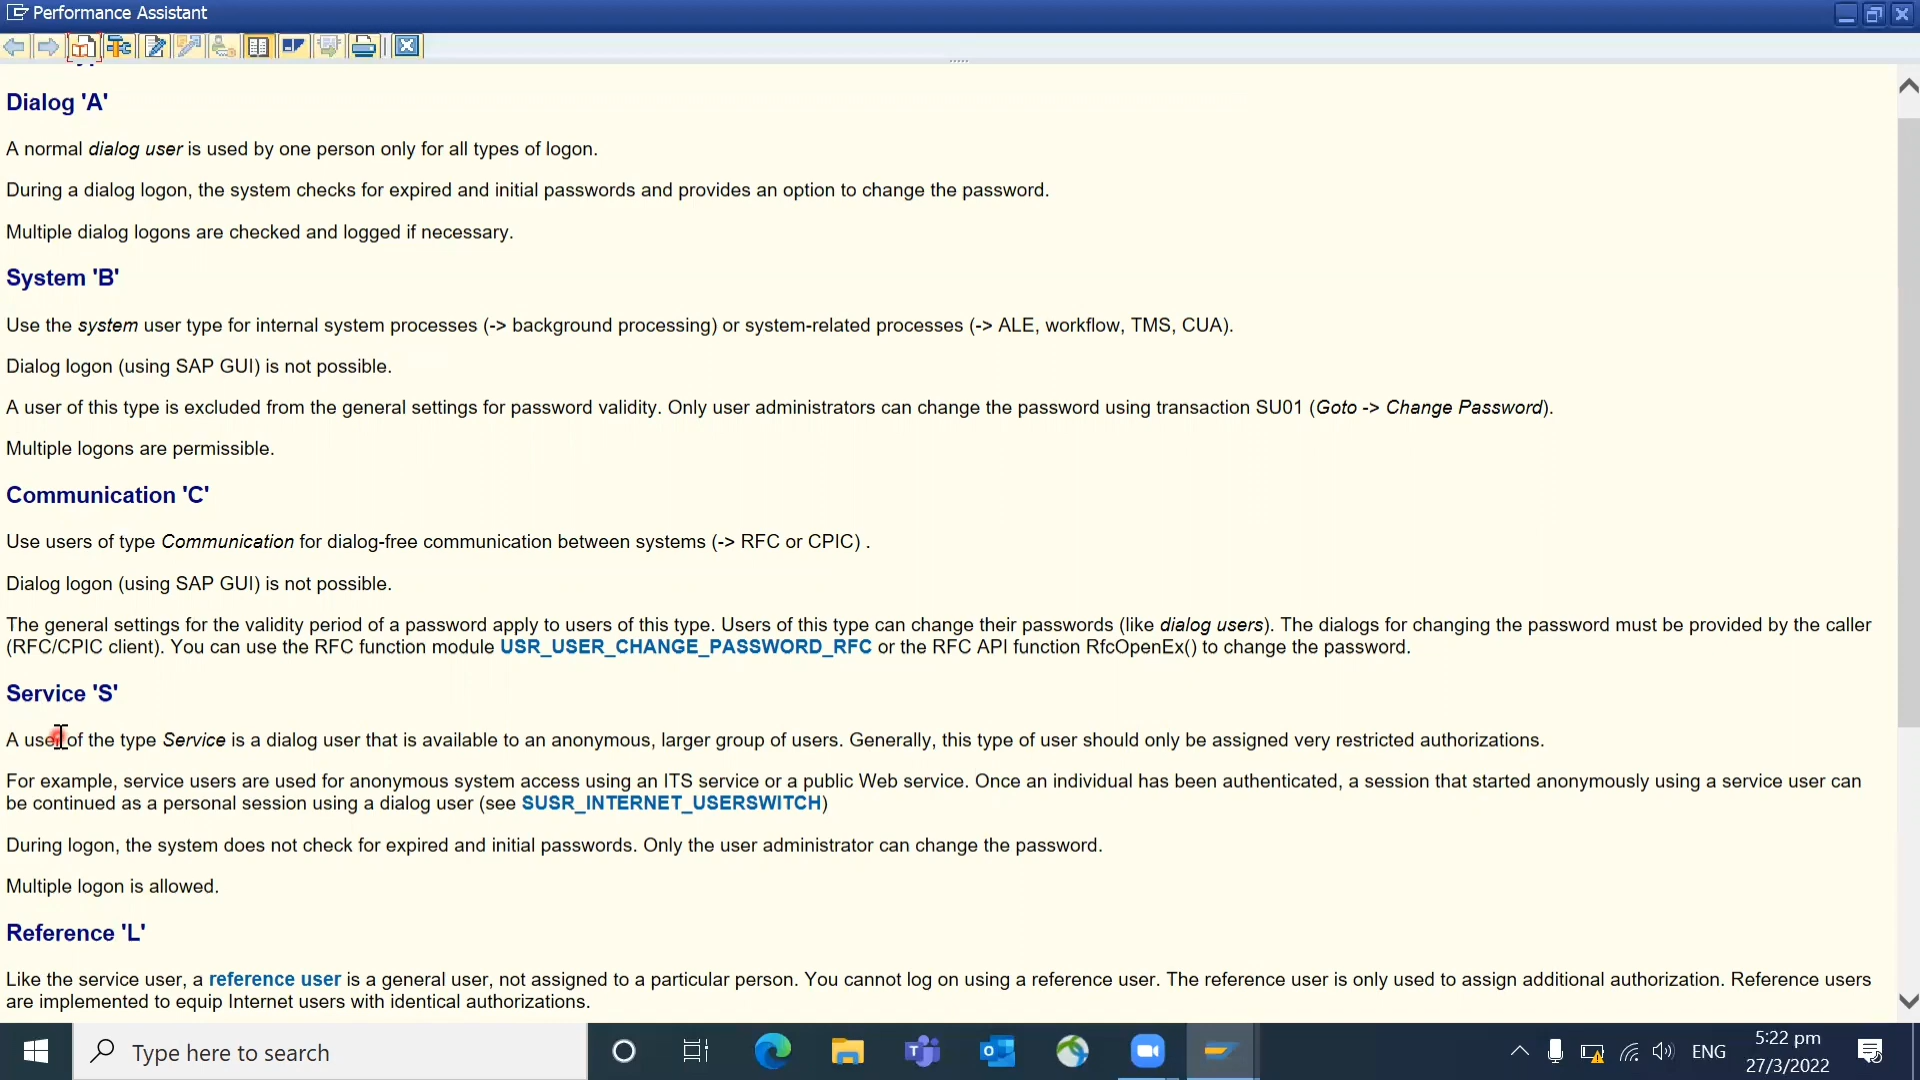 Performance Assistant
Dialog 'A'
A normal dialog user is used by one person only for all types of logon.
During a dialog logon, the system checks for expired and initial passwords and provides an option to change the password.
Multiple dialog logons are checked and logged if necessary.
System 'B'
Use the system user type for internal system processes (-> background processing) or system-related processes (-> ALE, workflow, TMS, CUA).
Dialog logon (using SAP GUI) is not possible.
A user of this type is excluded from the general settings for password validity. Only user administrators can change the password using transaction SU01 (Goto -> Change Password).
Multiple logons are permissible.
Communication 'C'
Use users of type Communication for dialog-free communication between systems (-> RFC or CPIC) .
Dialog logon (using SAP GUI) is not possible.
The general settings for the validity period of a password apply to users of this type. Users of this type can change their passwords (like dialog users). The dialogs for changing the password must be provided by the caller
(RFC/CPIC client). You can use the RFC function module USR_USER_CHANGE_PASSWORD_RFC or the RFC API function RfcOpenEx() to change the password.
Service 'S'
A user of the type Service is a dialog user that is available to an anonymous, larger group of users. Generally, this type of user should only be assigned very restricted authorizations.
For example, service users are used for anonymous system access using an ITS service or a public Web service. Once an individual has been authenticated, a session that started anonymously using a service user can
be continued as a personal session using a dialog user (see SUSR_INTERNET_USERSWITCH)
During logon, the system does not check for expired and initial passwords. Only the user administrator can change the password.
Multiple logon is allowed.
Reference 'L'
Like the service user, a reference user is a general user, not assigned to a particular person. You cannot log on using a reference user. The reference user is only used to assign additional authorization. Reference users
are implemented to equip Internet users with identical authorizations.
Type here to search
ENG
5:22 pm
27/3/2022